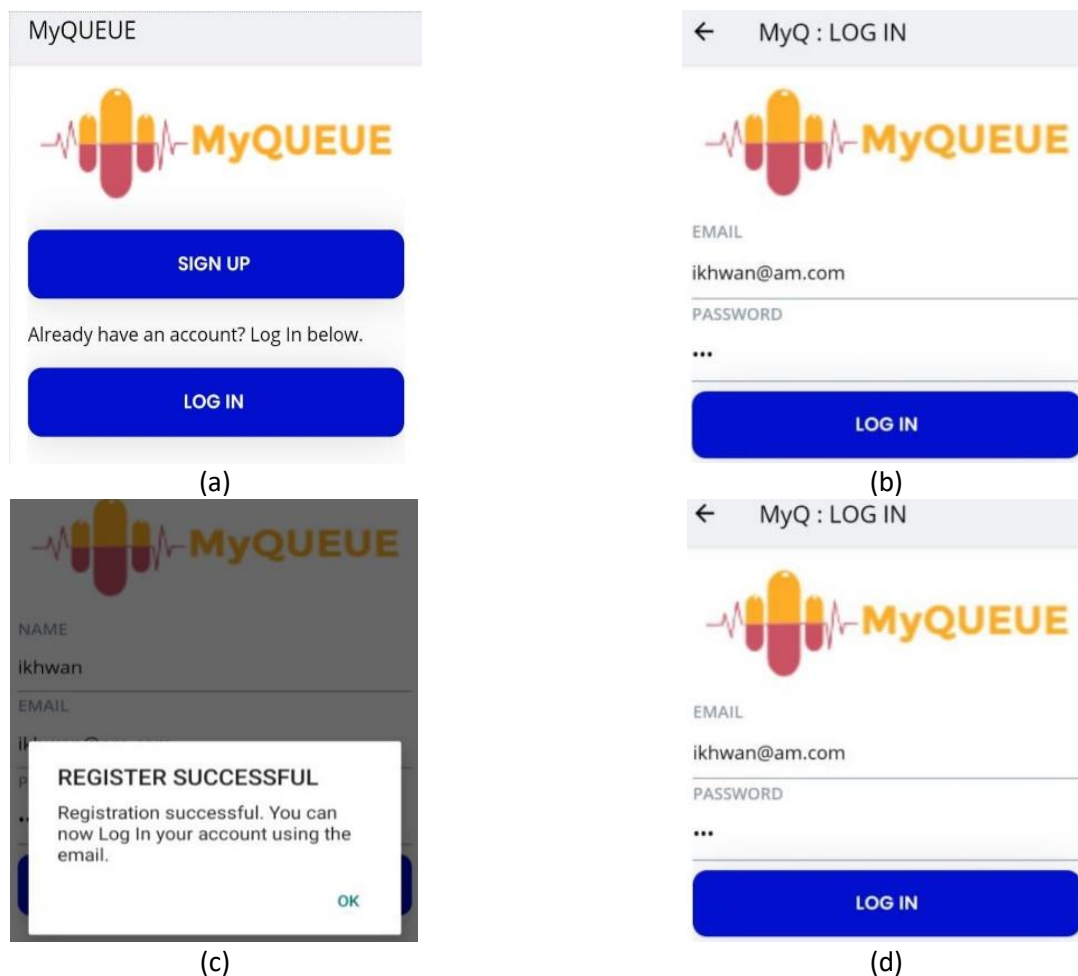 MyQUEUE
MyQUEUE
SIGN UP
Already have an account? Log In below.
LOG IN
(a)
← MyQ : LOG IN
MyQUEUE
EMAIL
ikhwan@am.com
PASSWORD
•••
LOG IN
(b)
MyQUEUE
NAME
ikhwan
EMAIL
REGISTER SUCCESSFUL
Registration successful. You can
now Log In your account using the
email.
OK
(c)
← MyQ : LOG IN
MyQUEUE
EMAIL
ikhwan@am.com
PASSWORD
•••
LOG IN
(d)